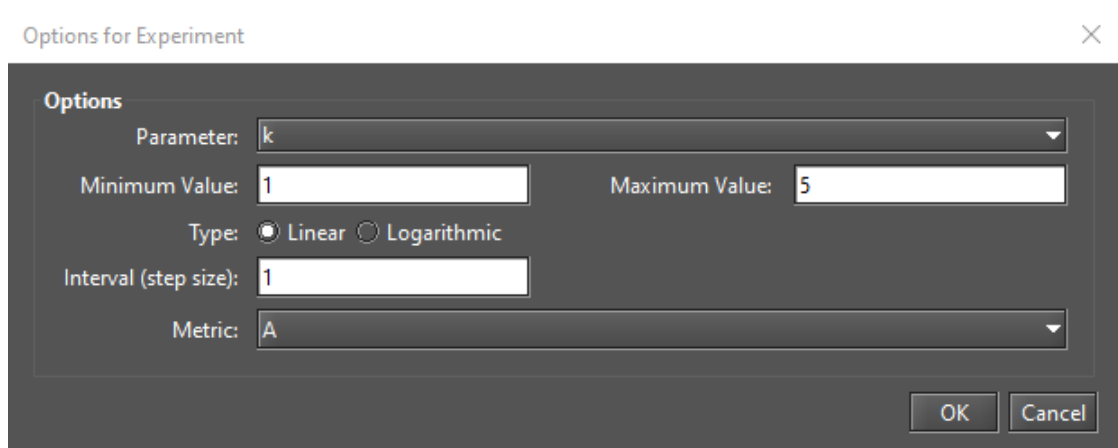 Options for Experiment
Options
Parameter: k
Minimum Value: 1 Maximum Value: 5
Type: Linear Logarithmic
Interval (step size): 1
Metric: A
OK Cancel